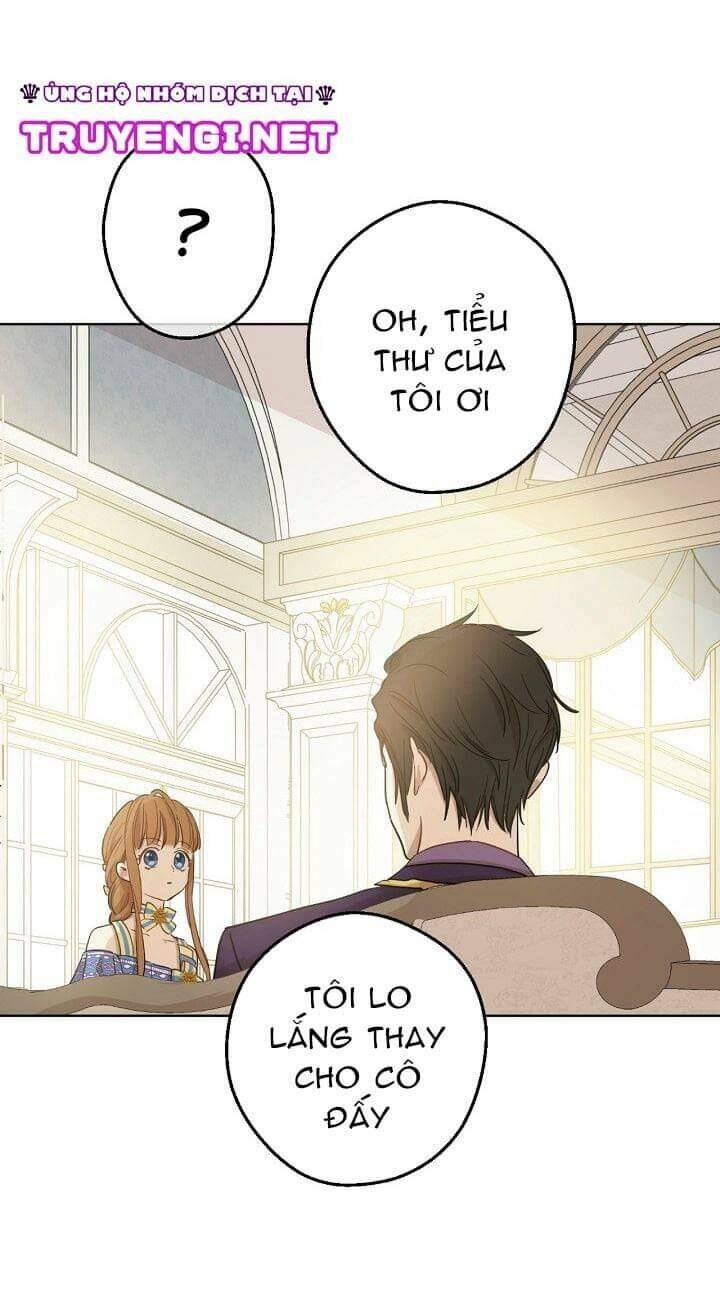 ỦNG HỘ NHÓM DỊCH TẠI
TRUYENGI.NET
?
OH, TIỂU
THƯ CỦA
TÔI ƠI
TÔI LO
LẮNG THAY
CHO CÔ
ĐẤY